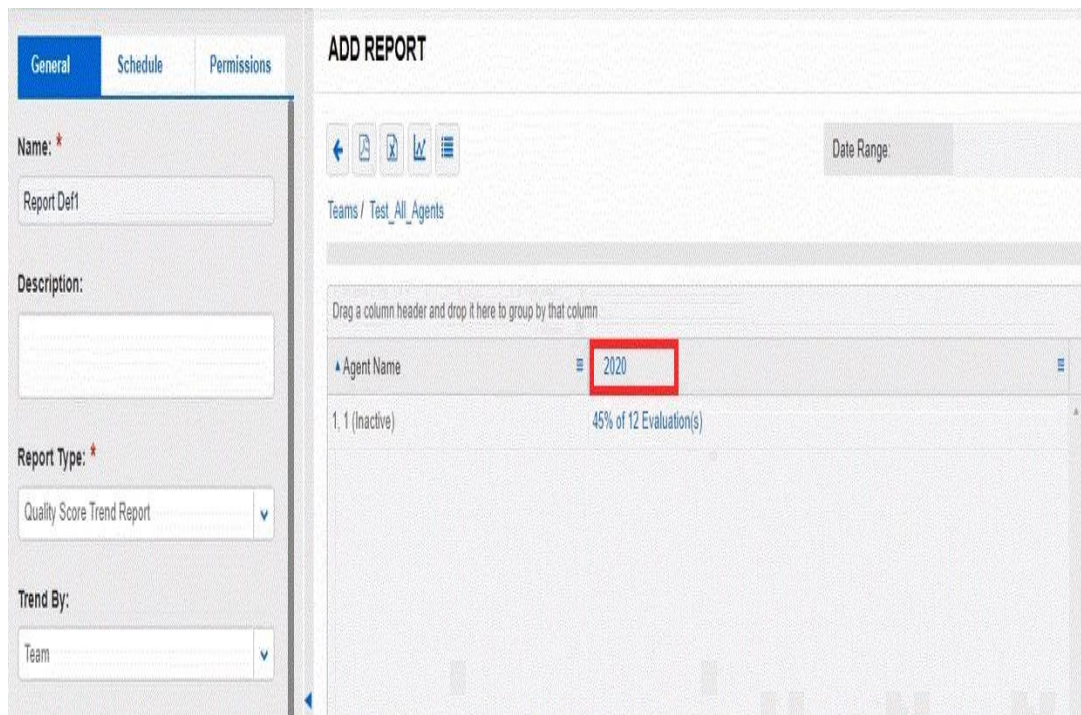 General Schedule Permissions
Name: *
Report Def1
Description:
Report Type: *
Quality Score Trend Report
Trend By:
Team
ADD REPORT
Date Range:
Teams / Test_All_Agents
Drag a column header and drop it here to group by that column
Agent Name 2020
1, 1 (Inactive) 45% of 12 Evaluation(s)